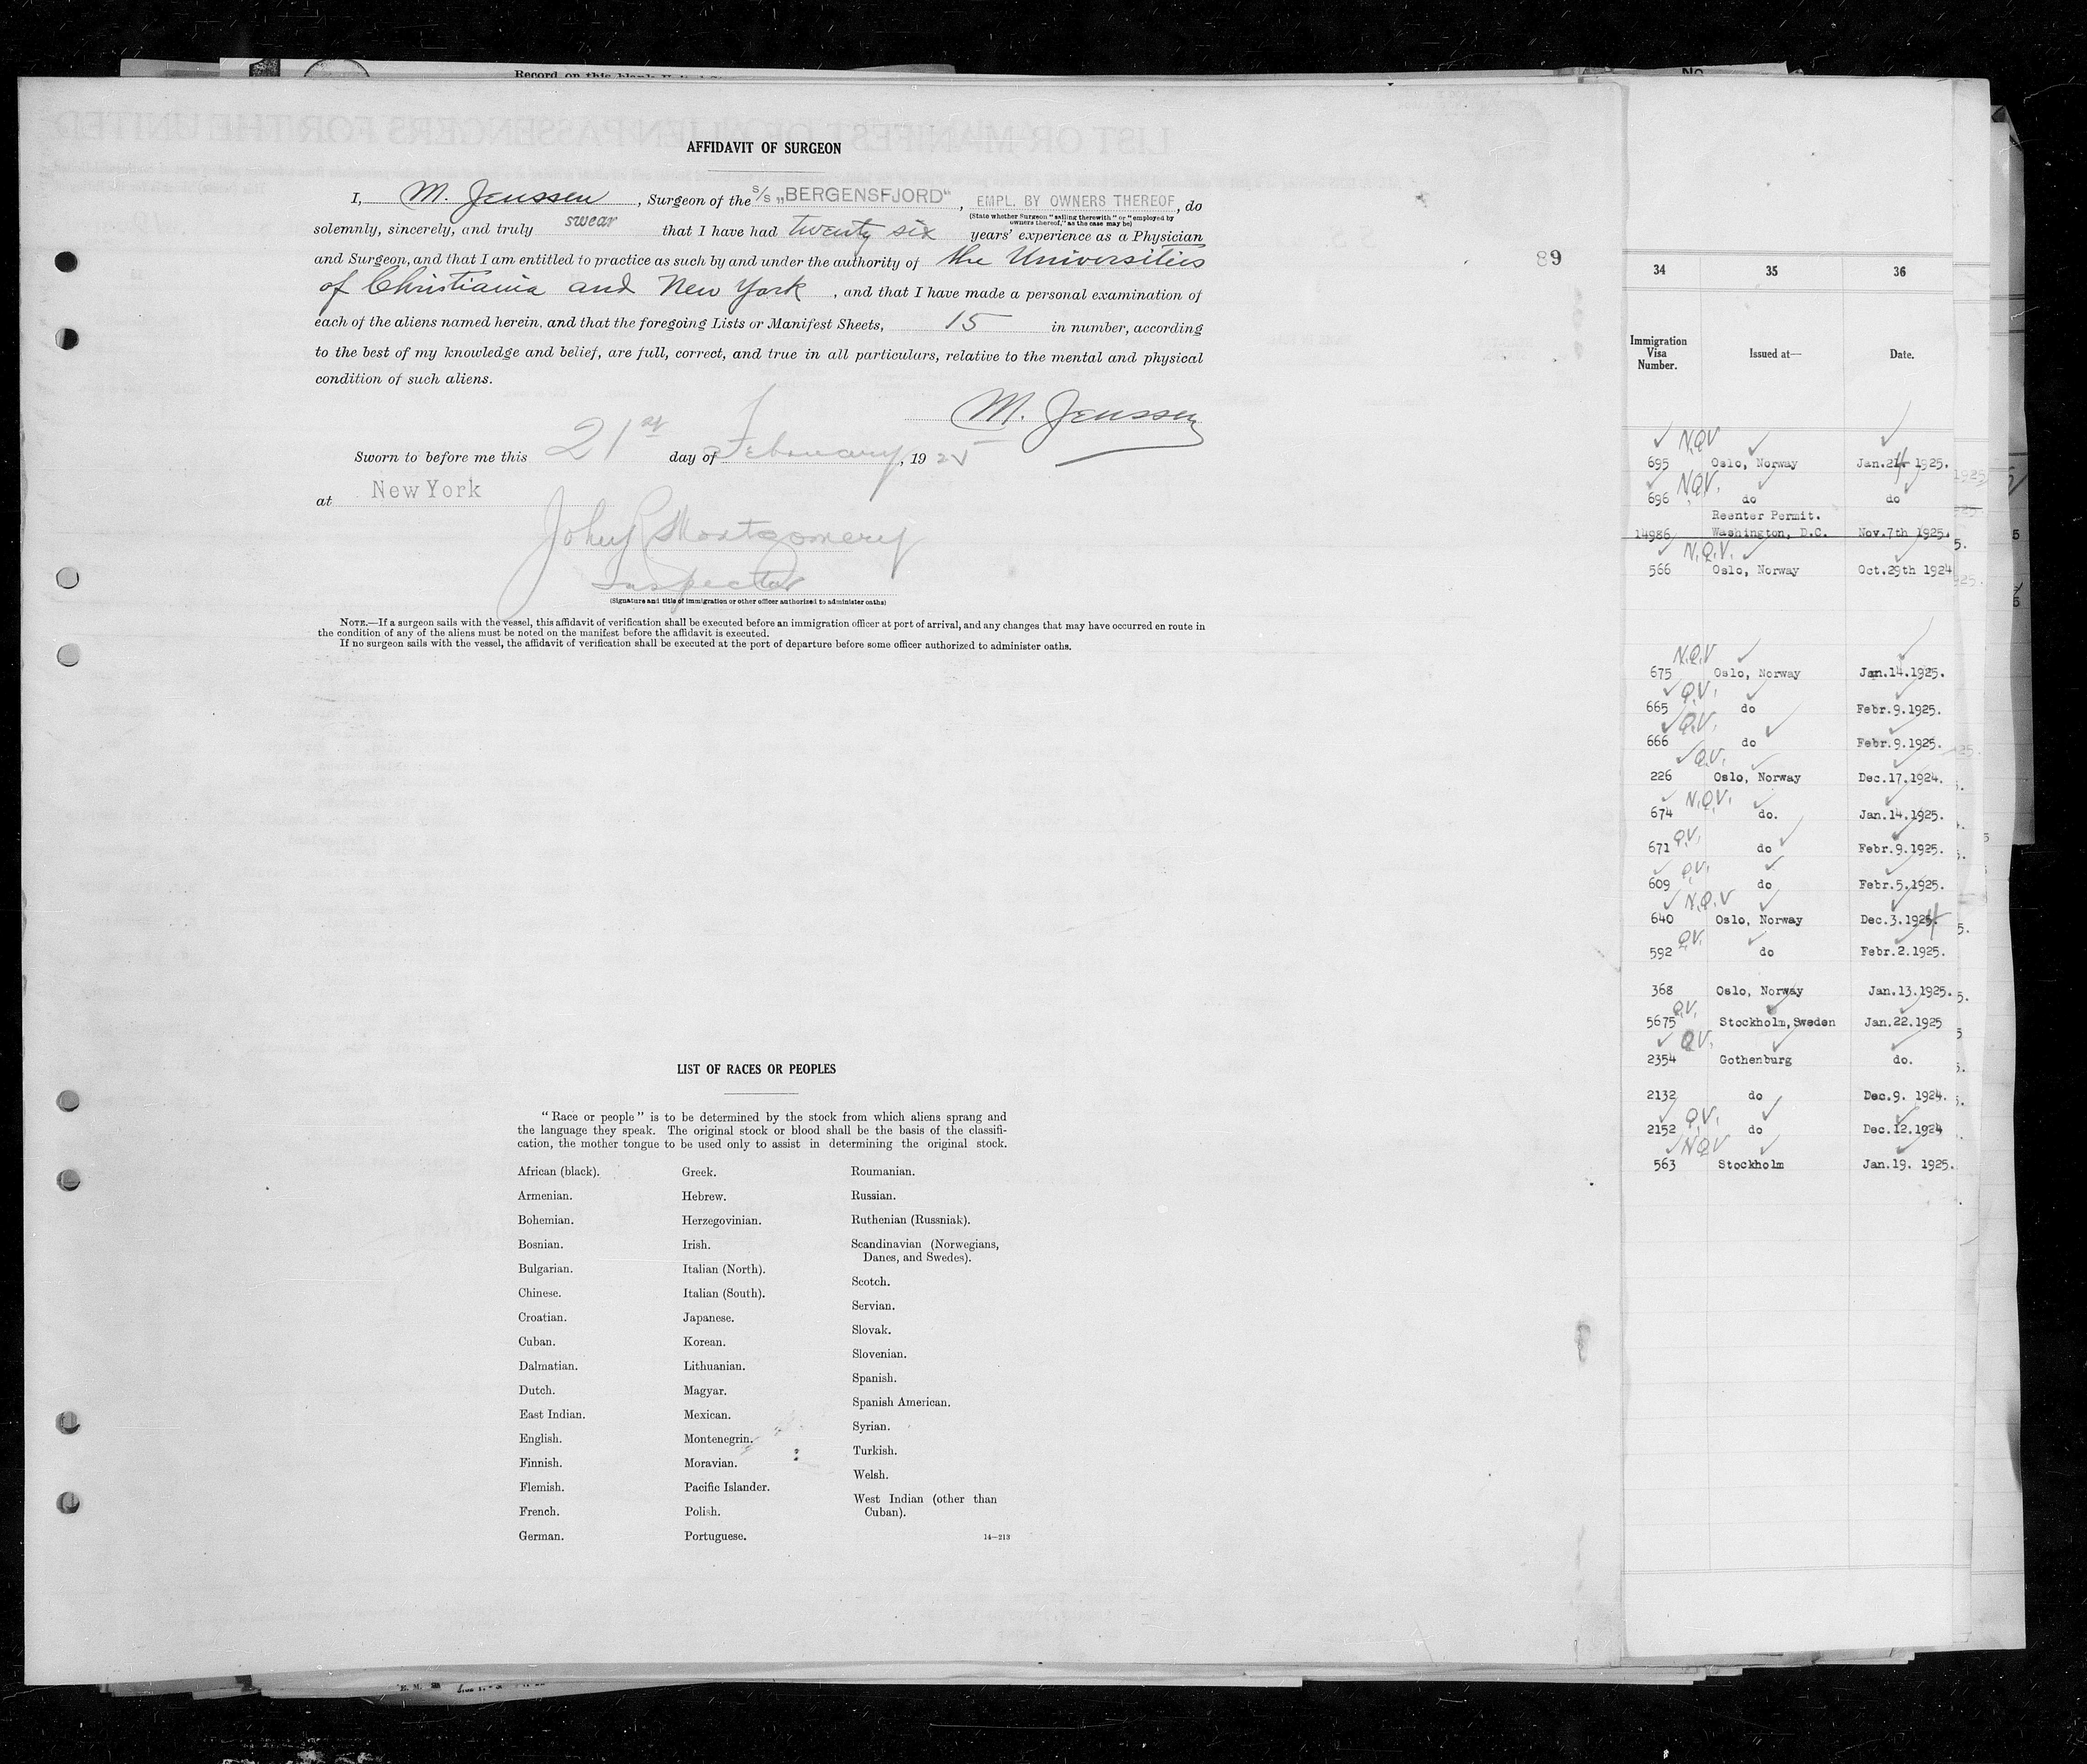 Record on this blank
No
AFFIDAVIT OF SURGEON
I, M. Jenssen, Surgeon of the S/S „BERGENSFJORD", EMPL. BY OWNERS THEREOF, do
(State whether Surgeon "sailing therewith" or "employed by owners thereof," as the case may be)
solemnly, sincerely, and truly swear that I have had twenty six years' experience as a Physician
and Surgeon, and that I am entitled to practice as such by and under the authority of the Universities
of Christiania and New York, and that I have made a personal examination of
each of the aliens named herein, and that the foregoing Lists or Manifest Sheets, 15 in number, according
to the best of my knowledge and belief, are full, correct, and true in all particulars, relative to the mental and physical
condition of such aliens.
M. Jenssen
Sworn to before me this 21st day of February, 1925
at New York
John R Montgomery
Inspector
(Signature and title of immigration or other officer authorized to administer oaths)
NOTE.—If a surgeon sails with the vessel, this affidavit of verification shall be executed before an immigration officer at port of arrival, and any changes that may have occurred en route in
the condition of any of the aliens must be noted on the manifest before the affidavit is executed.
If no surgeon sails with the vessel, the affidavit of verification shall be executed at the port of departure before some officer authorized to administer oaths.
89
LIST OF RACES OR PEOPLES
"Race or people" is to be determined by the stock from which aliens sprang and
the language they speak. The original stock or blood shall be the basis of the classifi-
cation, the mother tongue to be used only to assist in determining the original stock.
African (black).
Armenian.
Bohemian.
Bosnian.
Bulgarian.
Chinese.
Croatian.
Cuban.
Dalmatian.
Dutch.
East Indian.
English.
Finnish.
Flemish.
French.
German.
Greek.
Hebrew.
Herzegovinian.
Irish.
Italian (North).
Italian (South).
Japanese.
Korean.
Lithuanian.
Magyar.
Mexican.
Montenegrin.
Moravian.
Pacific Islander.
Polish.
Portuguese.
Roumanian.
Russian.
Ruthenian (Russniak).
Scandinavian (Norwegians,
Danes, and Swedes).
Scotch.
Servian.
Slovak.
Slovenian.
Spanish.
Spanish American.
Syrian.
Turkish.
Welsh.
West Indian (other than
Cuban).
14—213
34 35 36
Immigration Visa Number. Issued at— Date.
N.Q.V
695 Oslo, Norway Jan.24 1925.
N.Q.V.
696 do do
Reenter Permit.
14986 Washington, D.C. Nov.7th 1925.
N.Q.V.
566 Oslo, Norway Oct.29th 1924
N.Q.V
675 Oslo, Norway Jan.14.1925.
Q.V.
665 do Febr.9.1925.
Q.V.
666 do Febr.9.1925.
Q.V.
226 Oslo, Norway Dec.17.1924.
N.Q.V.
674 do. Jan.14.1925.
Q.V.
671 do Febr.9.1925.
Q.V.
609 do Febr.5.1925.
N.Q.V
640 Oslo, Norway Dec.3.1924
Q.V.
592 do Febr.2.1925.
368 Oslo, Norway Jan.13.1925.
Q.V.
5675 Stockholm, Sweden Jan.22.1925
Q.V.
2354 Gothenburg do.
2132 do Dec.9. 1924.
Q.V.
2152 do Dec.12.1924
N.Q.V
563 Stockholm Jan.19. 1925.